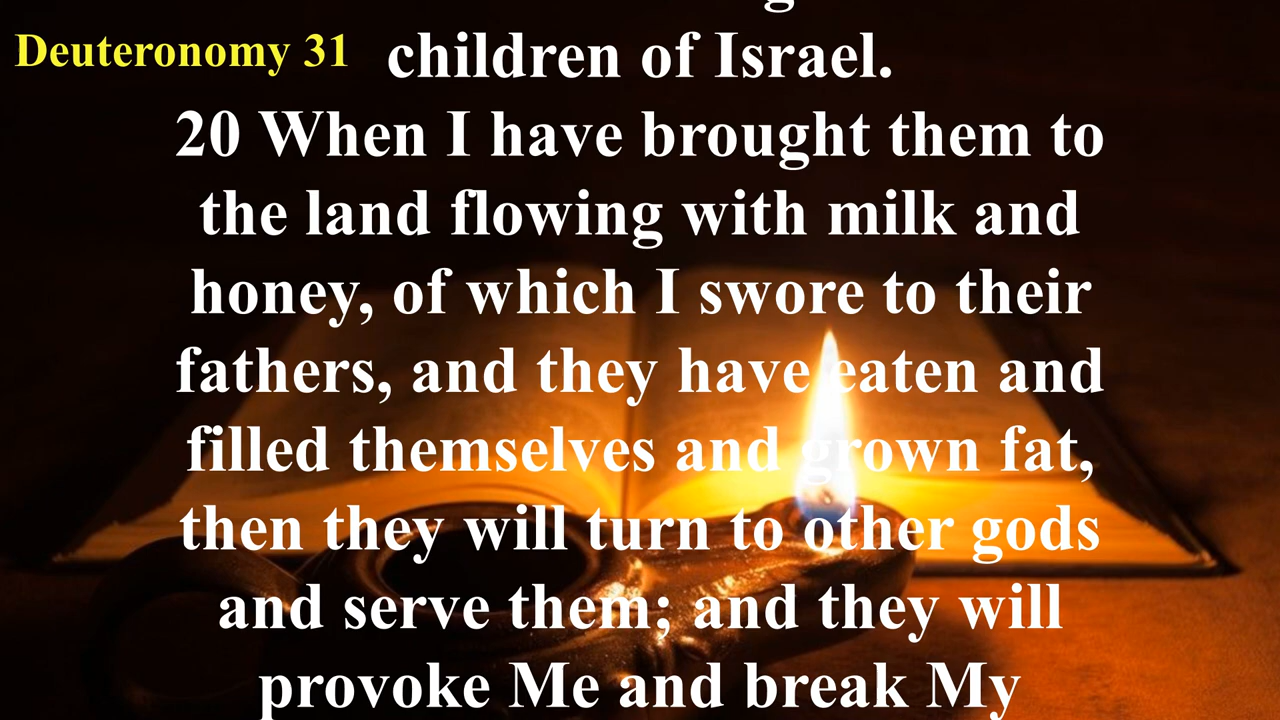 Deuteronomy 31
children of Israel.
20 When I have brought them to
the land flowing with milk and
honey, of which I swore to their
fathers, and they have eaten and
filled themselves and grown fat,
then they will turn to other gods
and serve them; and they will
provoke Me and break My